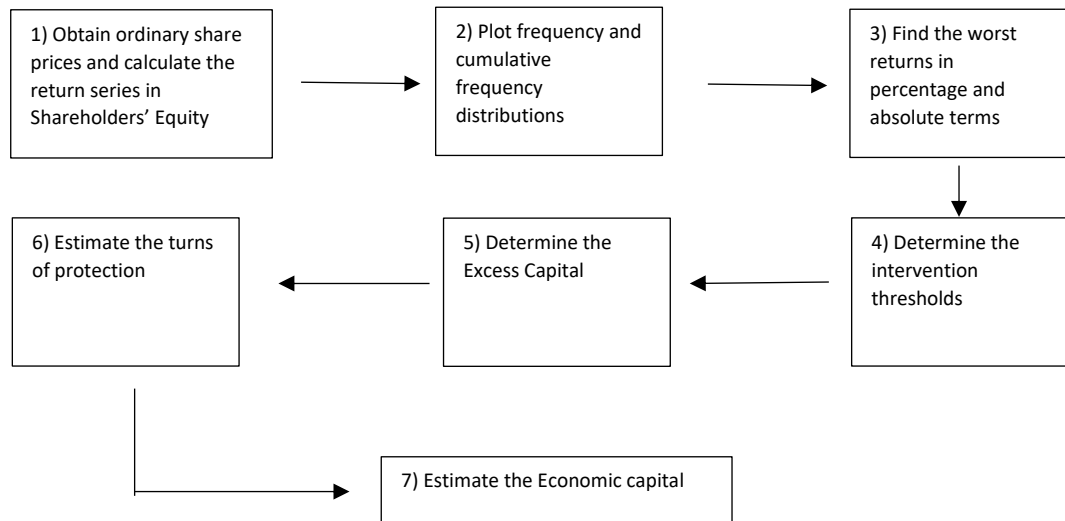 1) Obtain ordinary share
prices and calculate the
return series in
Shareholders’ Equity
2) Plot frequency and
cumulative
frequency
distributions
3) Find the worst
returns in
percentage and
absolute terms
4) Determine the
intervention
thresholds
5) Determine the
Excess Capital
6) Estimate the turns
of protection
7) Estimate the Economic capital